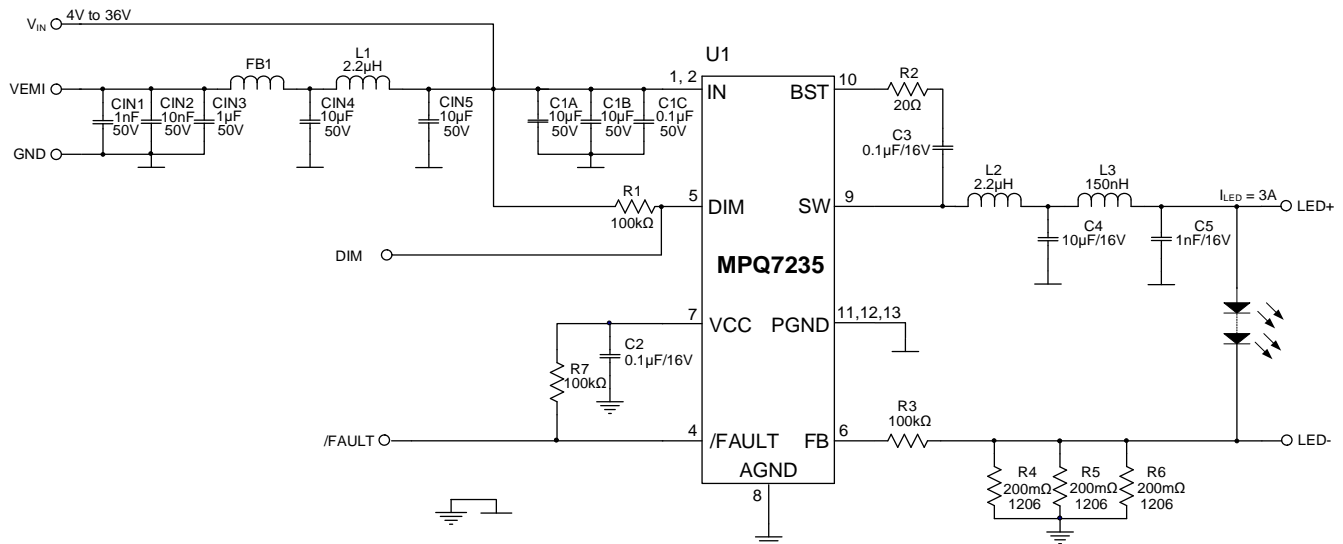 V_IN 4V to 36V
VEMI
GND
CIN1
1nF
50V
CIN2
10nF
50V
CIN3
1µF
50V
FB1
CIN4
10µF
50V
L1
2.2µH
CIN5
10µF
50V
C1A
10µF
50V
C1B
10µF
50V
C1C
0.1µF
50V
U1
1, 2
IN
BST
10
R2
20Ω
C3
0.1µF/16V
R1
100kΩ
5
DIM
SW
9
L2
2.2µH
L3
150nH
I_LED = 3A
LED+
C4
10µF/16V
C5
1nF/16V
DIM
MPQ7235
7
VCC
PGND
11,12,13
C2
0.1µF/16V
R7
100kΩ
/FAULT
4
/FAULT
FB
6
R3
100kΩ
LED-
AGND
8
R4
200mΩ
1206
R5
200mΩ
1206
R6
200mΩ
1206